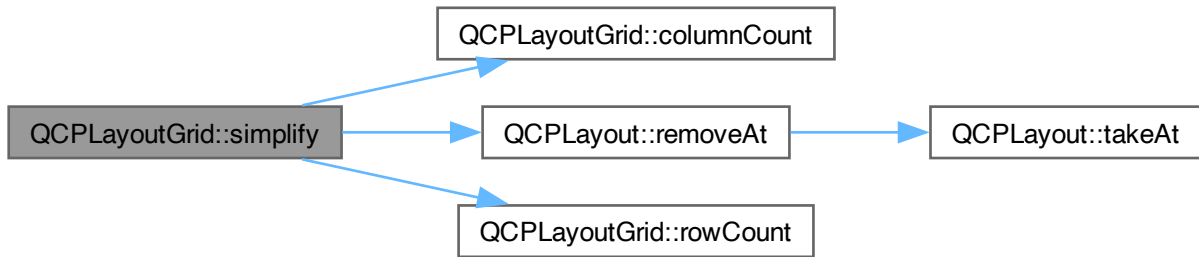 QCPLayoutGrid::columnCount
QCPLayoutGrid::simplify
QCPLayout::removeAt
QCPLayout::takeAt
QCPLayoutGrid::rowCount